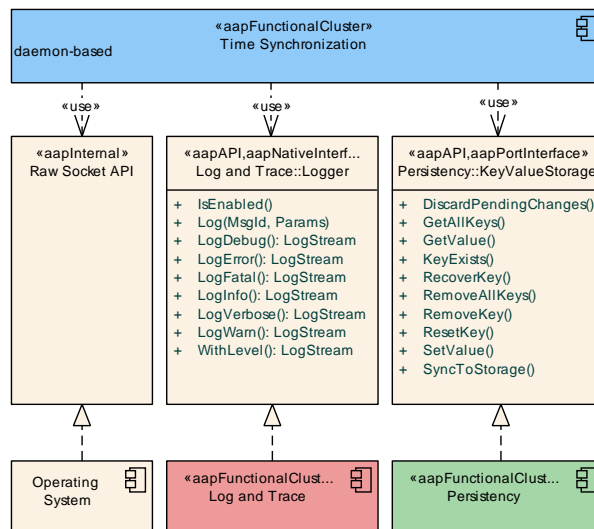 «aapFunctionalCluster»
Time Synchronization
daemon-based
«use»
«use»
«use»
«aapInternal»
Raw Socket API
«aapAPI,aapNativeInterf...
Log and Trace::Logger
+ IsEnabled()
+ Log(MsgId, Params)
+ LogDebug(): LogStream
+ LogError(): LogStream
+ LogFatal(): LogStream
+ LogInfo(): LogStream
+ LogVerbose(): LogStream
+ LogWarn(): LogStream
+ WithLevel(): LogStream
«aapAPI,aapPortInterface»
Persistency::KeyValueStorage
+ DiscardPendingChanges()
+ GetAllKeys()
+ GetValue()
+ KeyExists()
+ RecoverKey()
+ RemoveAllKeys()
+ RemoveKey()
+ ResetKey()
+ SetValue()
+ SyncToStorage()
Operating
System
«aapFunctionalClust...
Log and Trace
«aapFunctionalClust...
Persistency